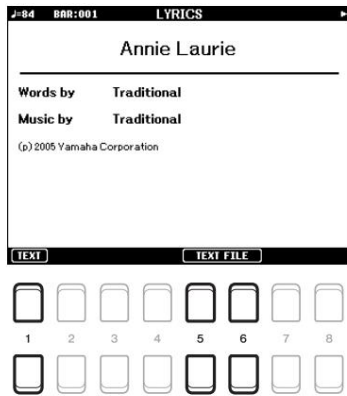 ♩=84 BAR:001 LYRICS
Annie Laurie
Words by Traditional
Music by Traditional
(p) 2005 Yamaha Corporation
TEXT TEXT FILE
1 2 3 4 5 6 7 8